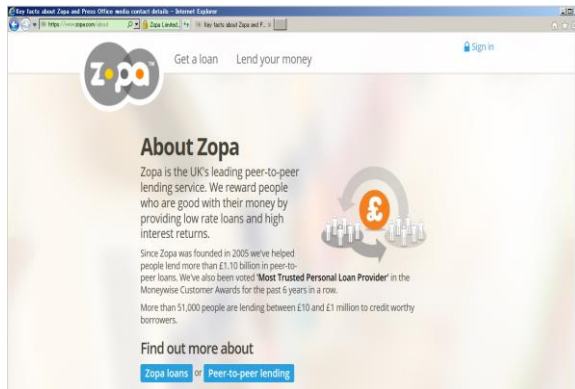 Key facts about Zopa and Press Office media contact details - Internet Explorer
https://www.zopa.com/about
Zopa Limited...
Key facts about Zopa and P...
zopa
TM
Get a loan Lend your money
Sign in
About Zopa
Zopa is the UK's leading peer-to-peer
lending service. We reward people
who are good with their money by
providing low rate loans and high
interest returns.
£
Since Zopa was founded in 2005 we've helped
people lend more than £1.10 billion in peer-to-
peer loans. We've also been voted 'Most Trusted Personal Loan Provider' in the
Moneywise Customer Awards for the past 6 years in a row.
More than 51,000 people are lending between £10 and £1 million to credit worthy
borrowers.
Find out more about
Zopa loans or Peer-to-peer lending